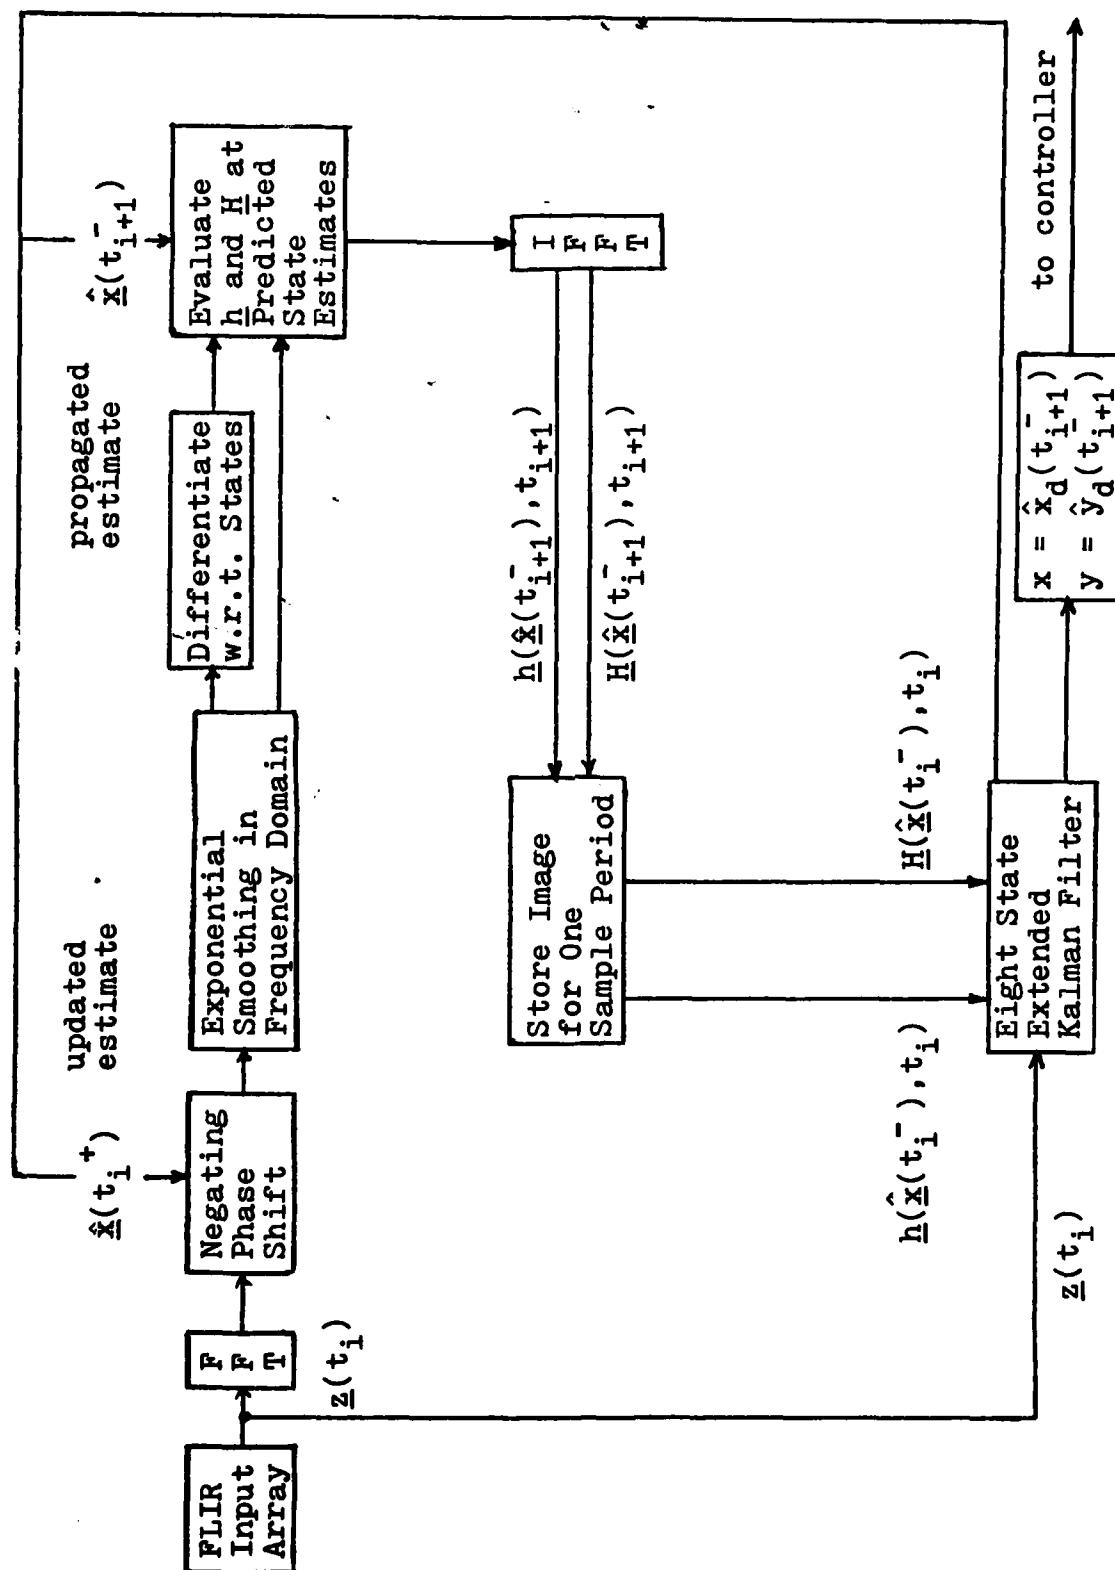 FLIR
Input
Array
F
F
T
z(t_i)
x̂(t_i^+)
updated
estimate
Negating
Phase
Shift
Exponential
Smoothing in
Frequency Domain
Differentiate
w.r.t. States
propagated
estimate
x̂(t_{i+1}^-)
Evaluate
h and H at
Predicted
State
Estimates
I
F
F
T
h(x̂(t_{i+1}^-),t_{i+1})
H(x̂(t_{i+1}^-),t_{i+1})
Store Image
for One
Sample Period
h(x̂(t_i^-),t_i)
H(x̂(t_i^-),t_i)
z(t_i)
Eight State
Extended
Kalman Filter
x = x̂_d(t_{i+1}^-)
y = ŷ_d(t_{i+1}^-)
to controller